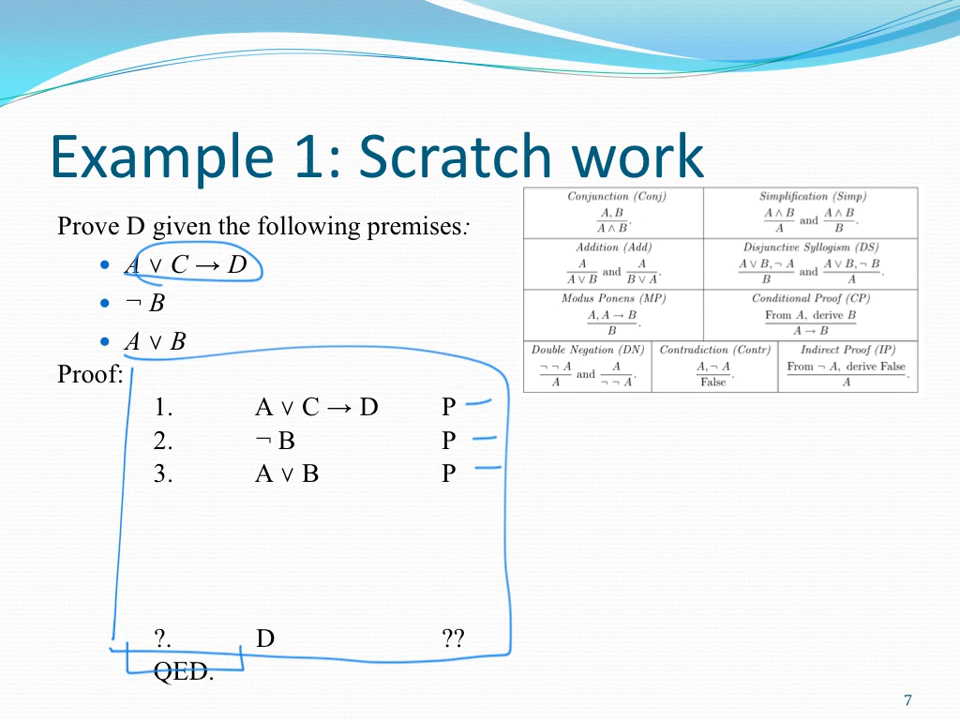 Example 1: Scratch work
Prove D given the following premises:
• A ∨ C → D
• ¬ B
• A ∨ B
Proof:
1. A ∨ C → D P
2. ¬ B P
3. A ∨ B P
?. D ??
QED.
Conjunction (Conj)
A, B
A ∧ B.
Simplification (Simp)
A ∧ B and A ∧ B
A B.
Addition (Add)
A and A
A ∨ B B ∨ A.
Disjunctive Syllogism (DS)
A ∨ B, ¬ A and A ∨ B, ¬ B
B A.
Modus Ponens (MP)
A, A → B
B.
Conditional Proof (CP)
From A, derive B
A → B
Double Negation (DN)
¬ ¬ A and A
A ¬ ¬ A.
Contradiction (Contr)
A, ¬ A
False.
Indirect Proof (IP)
From ¬ A, derive False
A.
7